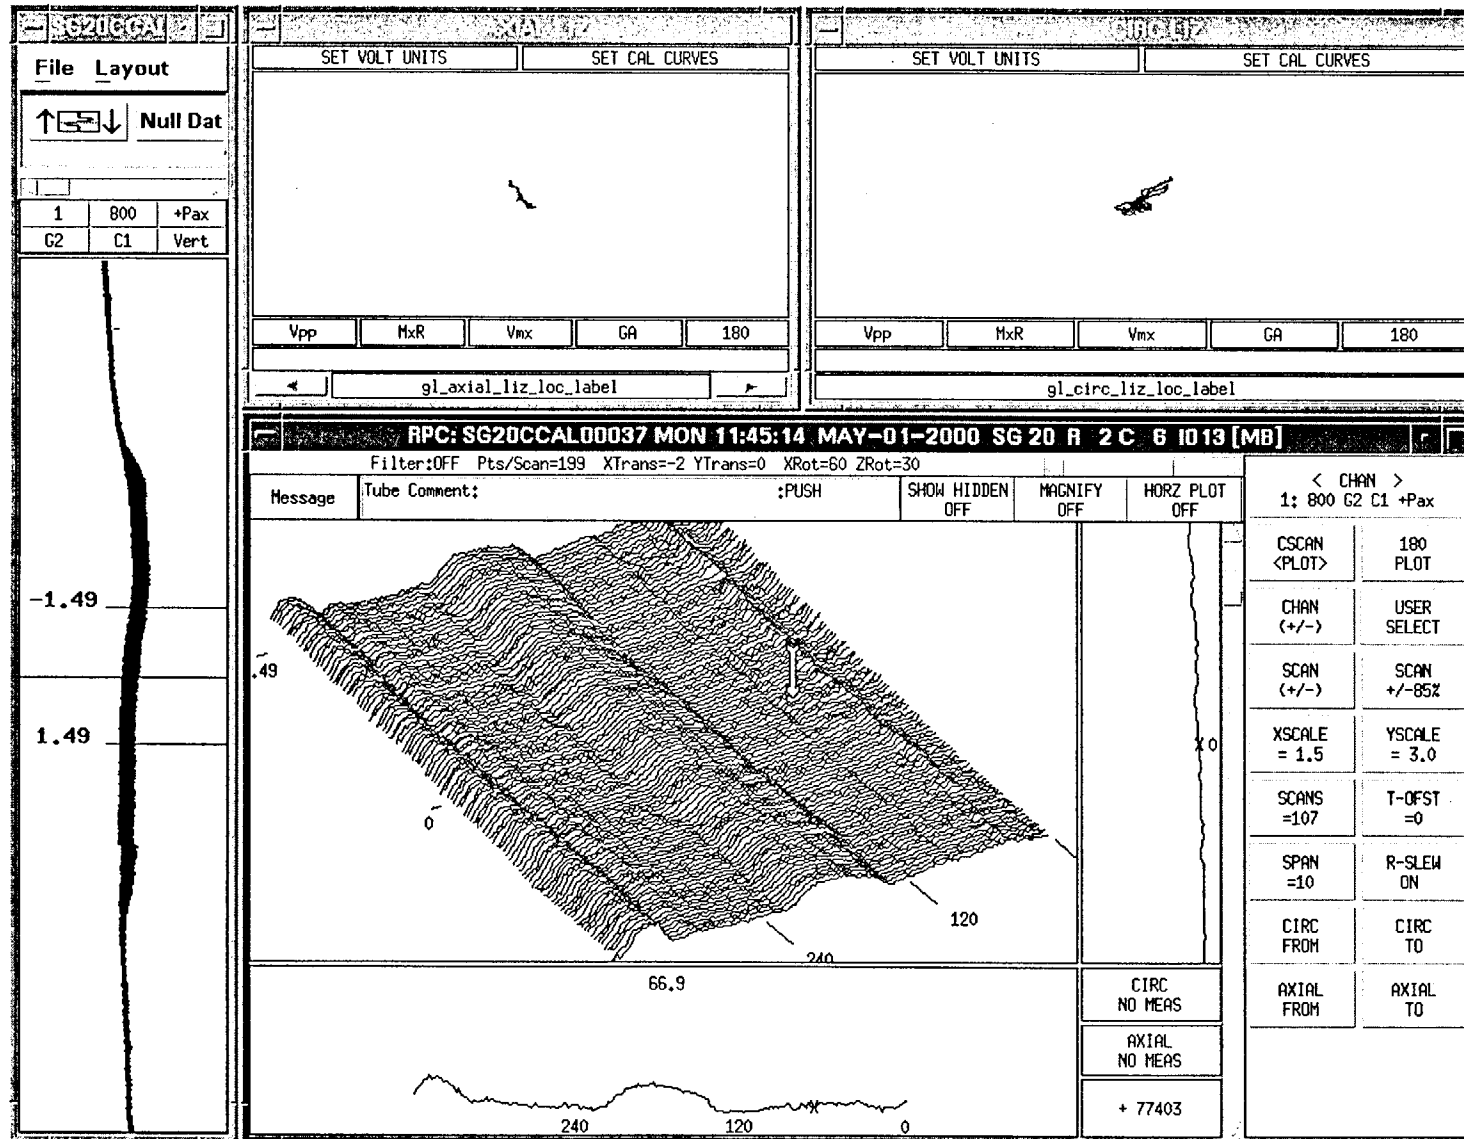 SG20CCAL
File Layout
Null Dat
1 800 +Pax
G2 C1 Vert
-1.49
1.49
SET VOLT UNITS SET CAL CURVES
Vpp MxR Vmx GA 180
gl_axial_liz_loc_label
CIRC LIZ
SET VOLT UNITS SET CAL CURVES
Vpp MxR Vmx GA 180
gl_circ_liz_loc_label
RPC: SG20CCAL00037 MON 11:45:14 MAY-01-2000 SG 20 R 2 C 6 I013 [MB]
Filter:OFF Pts/Scan=199 XTrans=-2 YTrans=0 XRot=60 ZRot=30
Message
Tube Comment: :PUSH
SHOW HIDDEN
OFF
MAGNIFY
OFF
HORZ PLOT
OFF
.49
0
120
240
X 0
66.9
240 120 0
X
CIRC
NO MEAS
AXIAL
NO MEAS
+ 77403
< CHAN >
1: 800 G2 C1 +Pax
CSCAN
<PLOT>
180
PLOT
CHAN
(+/-)
USER
SELECT
SCAN
(+/-)
SCAN
+/-85%
XSCALE
= 1.5
YSCALE
= 3.0
SCANS
=107
T-OFST
=0
SPAN
=10
R-SLEW
ON
CIRC
FROM
CIRC
TO
AXIAL
FROM
AXIAL
TO